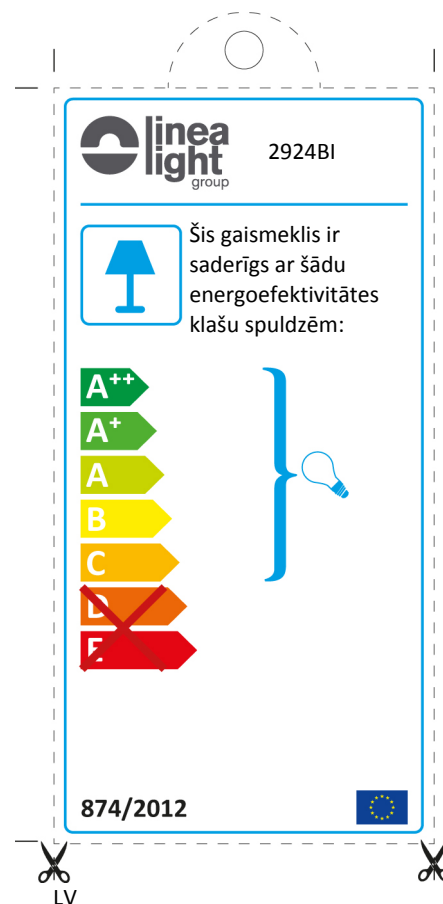 linea
light
group
2924BI
Šis gaismeklis ir
saderīgs ar šādu
energoefektivitātes
klašu spuldzēm:
A++
A+
A
B
C
D
E
874/2012
LV